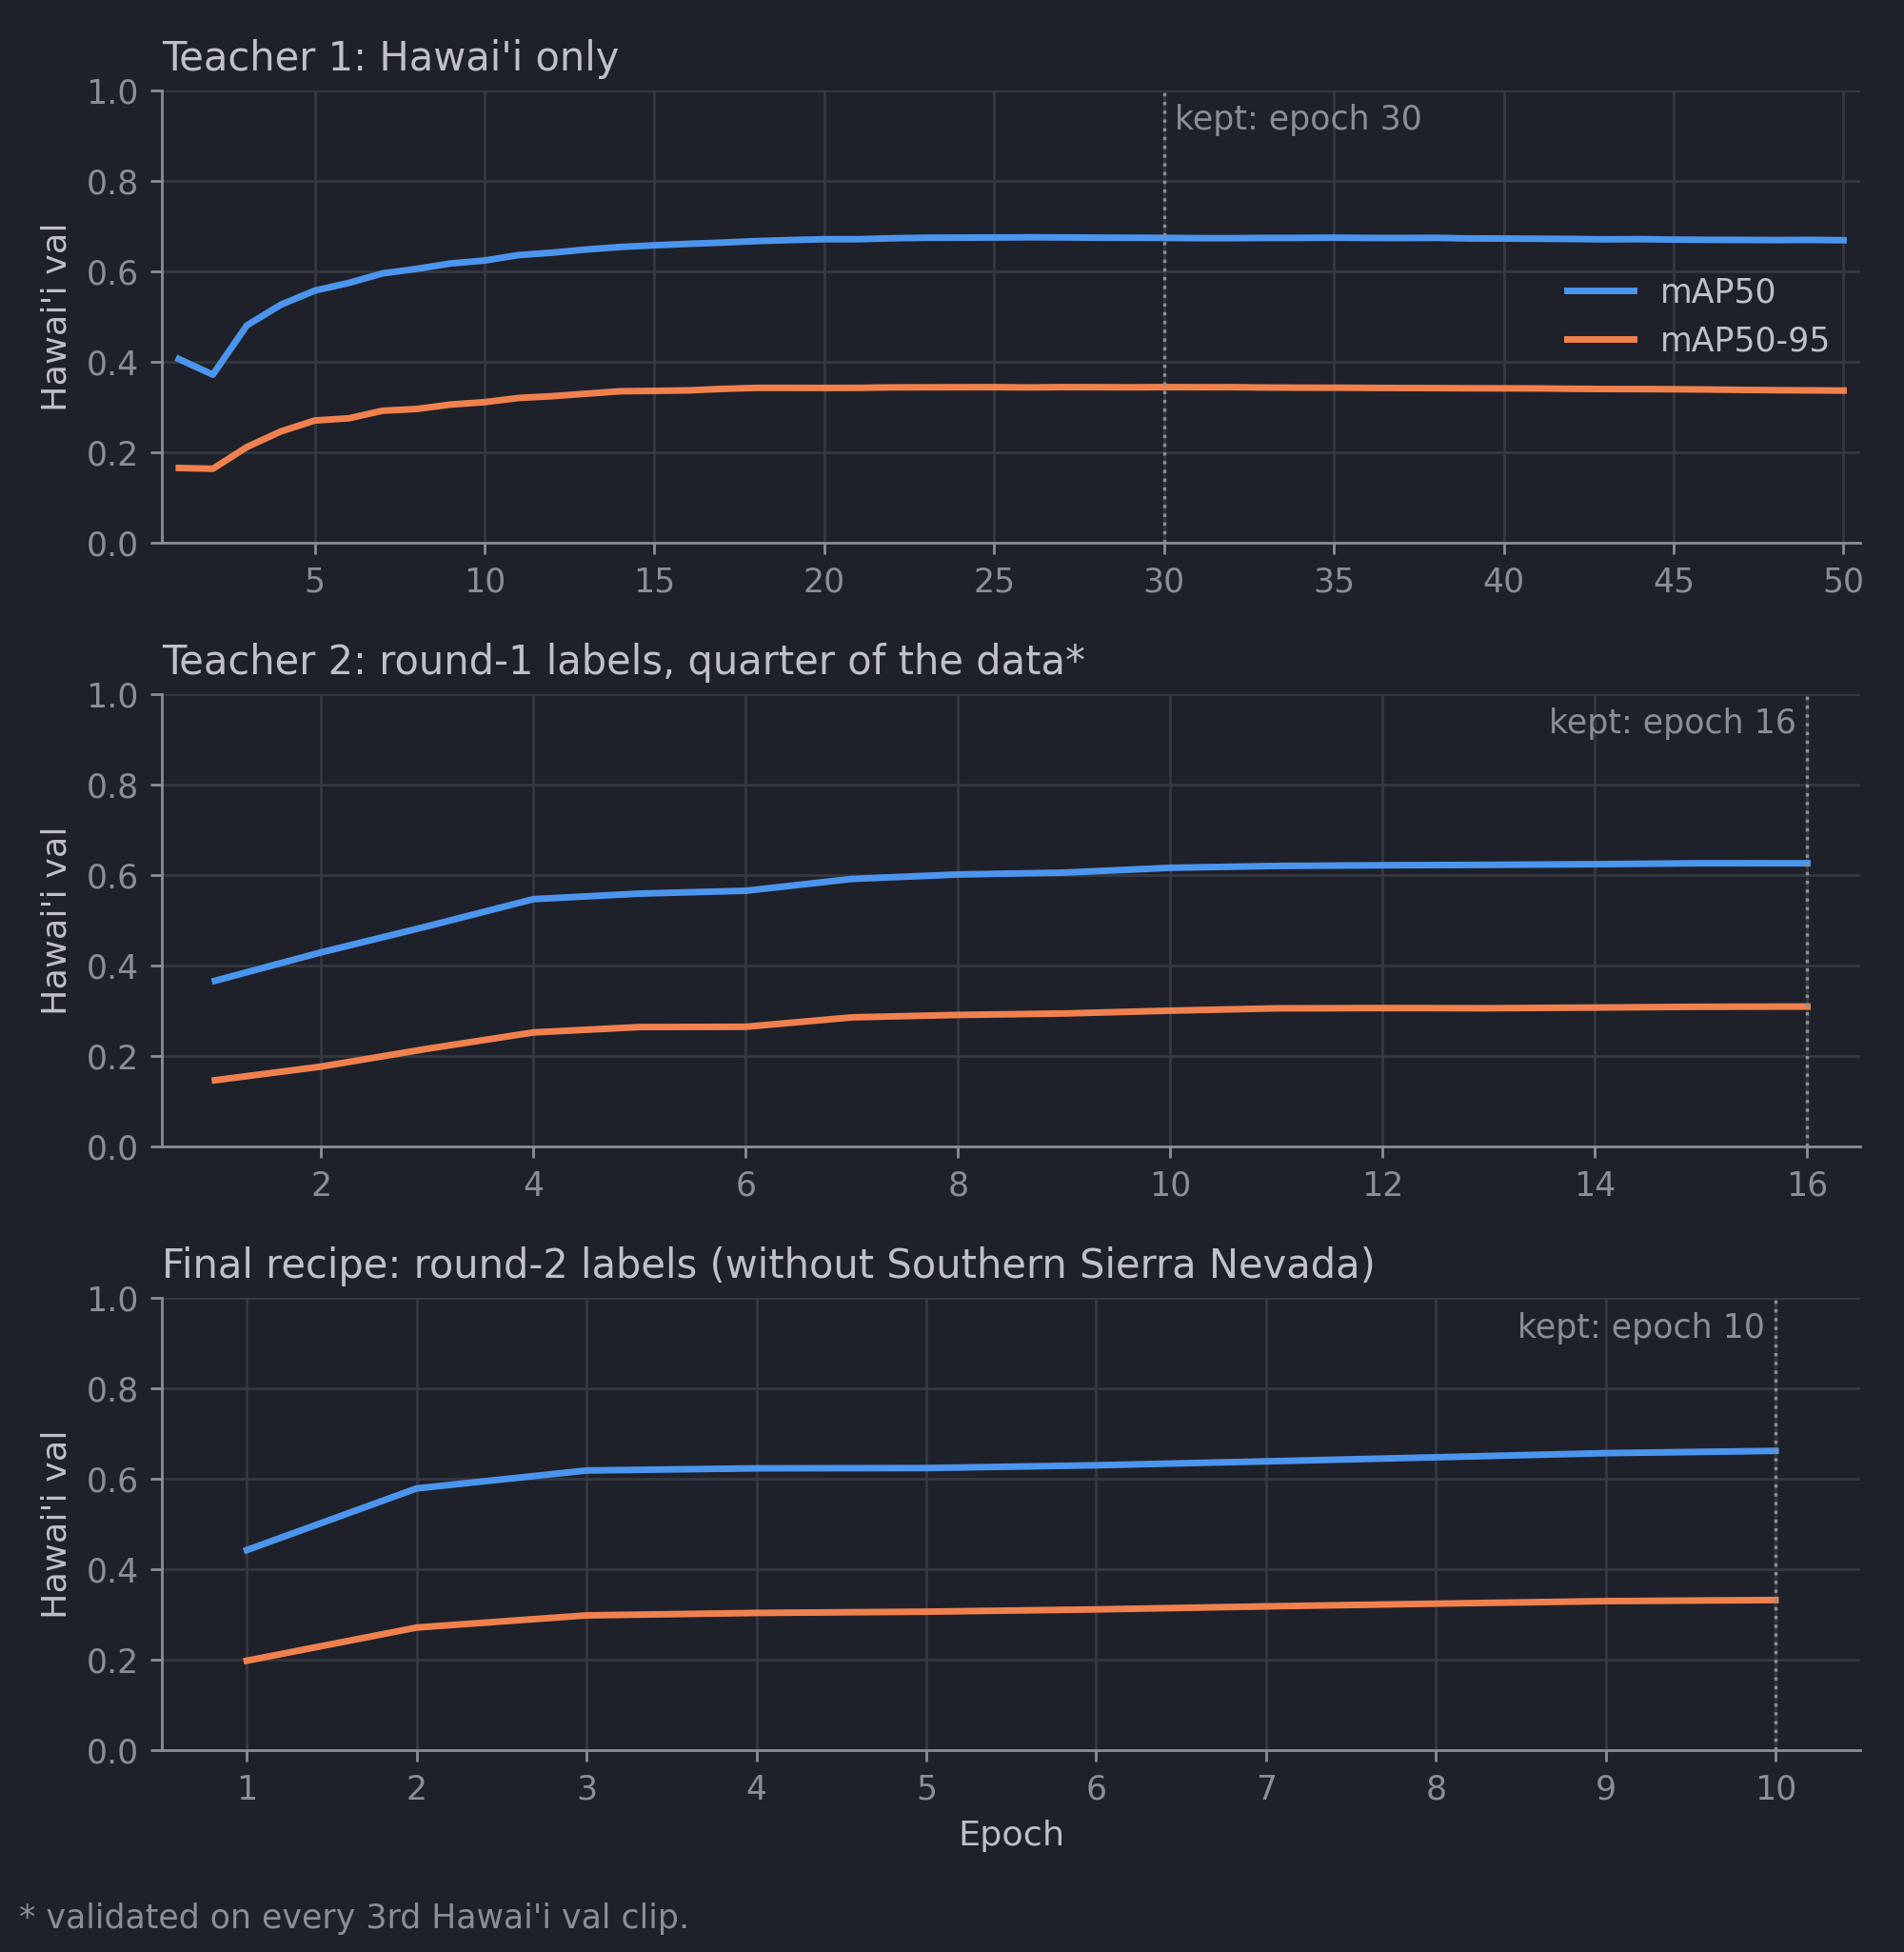 Teacher 1: Hawai'i only
1.0
0.8
0.6
0.4
0.2
0.0
Hawai'i val
kept: epoch 30
mAP50
mAP50-95
5 10 15 20 25 30 35 40 45 50
Teacher 2: round-1 labels, quarter of the data*
1.0
0.8
0.6
0.4
0.2
0.0
Hawai'i val
kept: epoch 16
2 4 6 8 10 12 14 16
Final recipe: round-2 labels (without Southern Sierra Nevada)
1.0
0.8
0.6
0.4
0.2
0.0
Hawai'i val
kept: epoch 10
1 2 3 4 5 6 7 8 9 10
Epoch
* validated on every 3rd Hawai'i val clip.